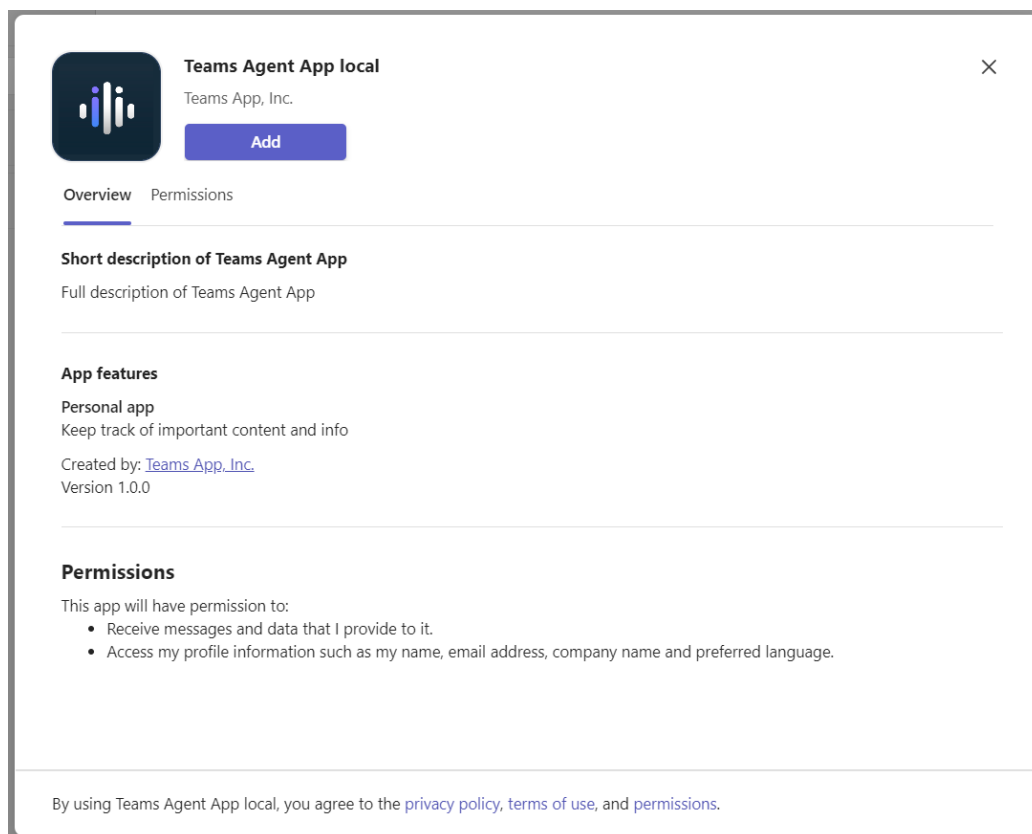 Teams Agent App local
Teams App, Inc.
Add
Overview Permissions
Short description of Teams Agent App
Full description of Teams Agent App
App features
Personal app
Keep track of important content and info
Created by: Teams App, Inc.
Version 1.0.0
Permissions
This app will have permission to:
• Receive messages and data that I provide to it.
• Access my profile information such as my name, email address, company name and preferred language.
By using Teams Agent App local, you agree to the privacy policy, terms of use, and permissions.